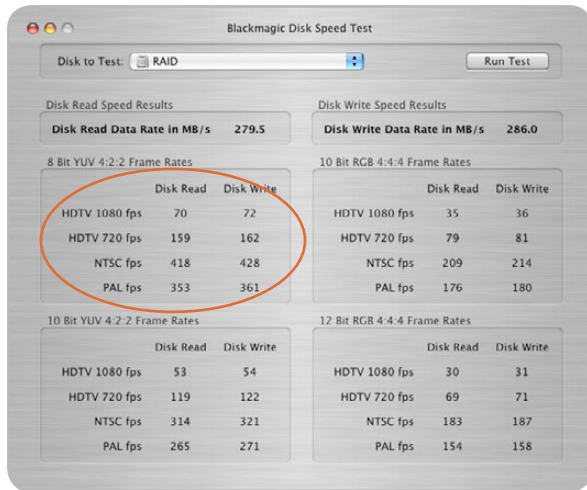 Blackmagic Disk Speed Test
Disk to Test: RAID Run Test
Disk Read Speed Results Disk Write Speed Results
Disk Read Data Rate in MB/s 279.5 Disk Write Data Rate in MB/s 286.0
8 Bit YUV 4:2:2 Frame Rates 10 Bit RGB 4:4:4 Frame Rates
Disk Read Disk Write Disk Read Disk Write
HDTV 1080 fps 70 72 HDTV 1080 fps 35 36
HDTV 720 fps 159 162 HDTV 720 fps 79 81
NTSC fps 418 428 NTSC fps 209 214
PAL fps 353 361 PAL fps 176 180
10 Bit YUV 4:2:2 Frame Rates 12 Bit RGB 4:4:4 Frame Rates
Disk Read Disk Write Disk Read Disk Write
HDTV 1080 fps 53 54 HDTV 1080 fps 30 31
HDTV 720 fps 119 122 HDTV 720 fps 69 71
NTSC fps 314 321 NTSC fps 183 187
PAL fps 265 271 PAL fps 154 158